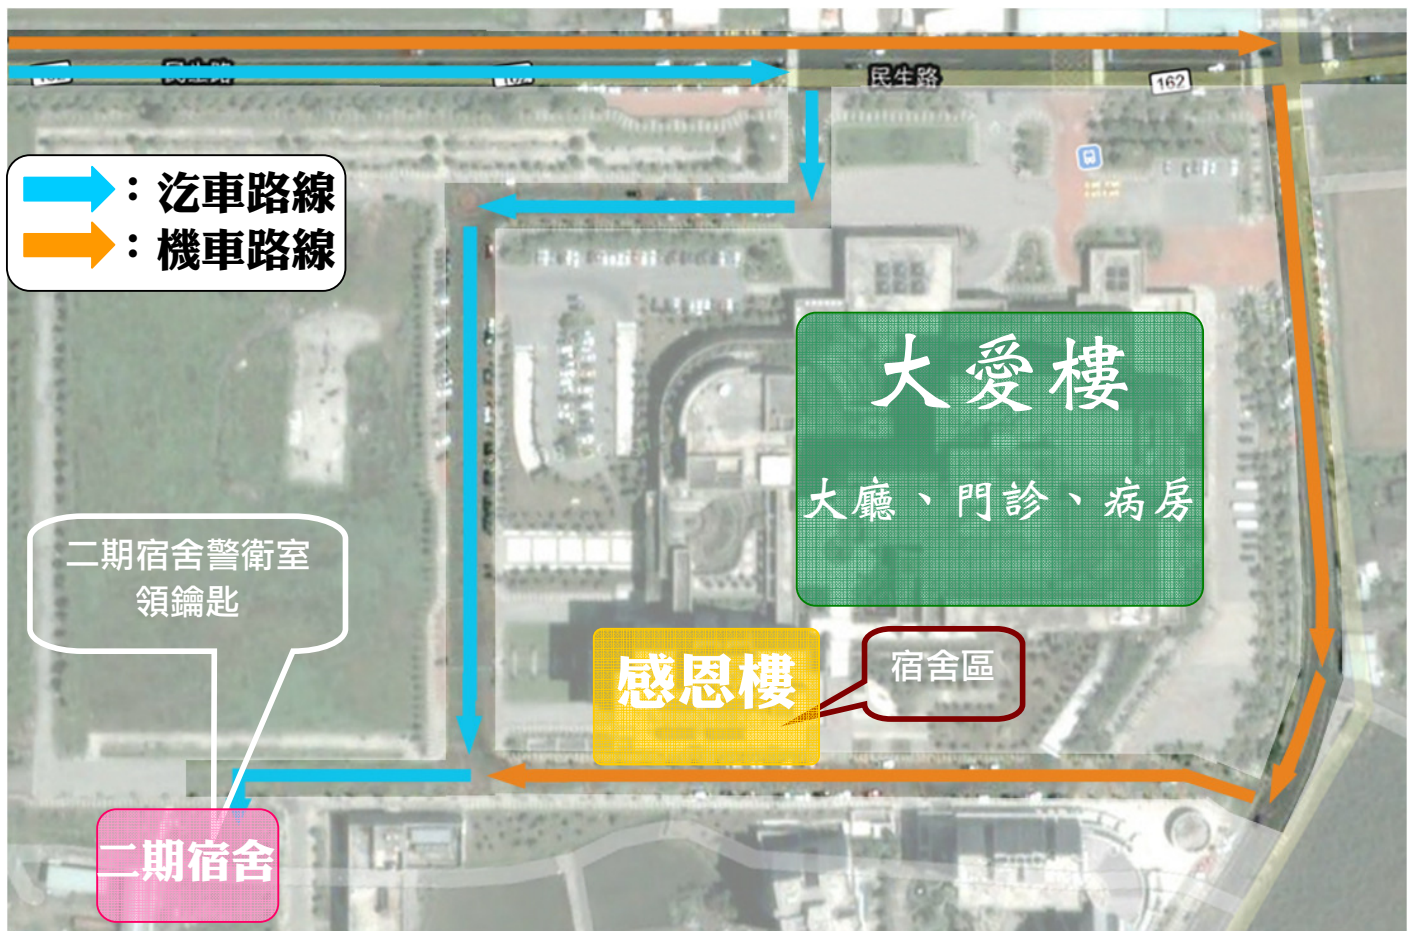 民生路
民生路
162
：汽車路線
：機車路線
大愛樓
大廳、門診、病房
二期宿舍警衛室
領鑰匙
感恩樓
宿舍區
二期宿舍